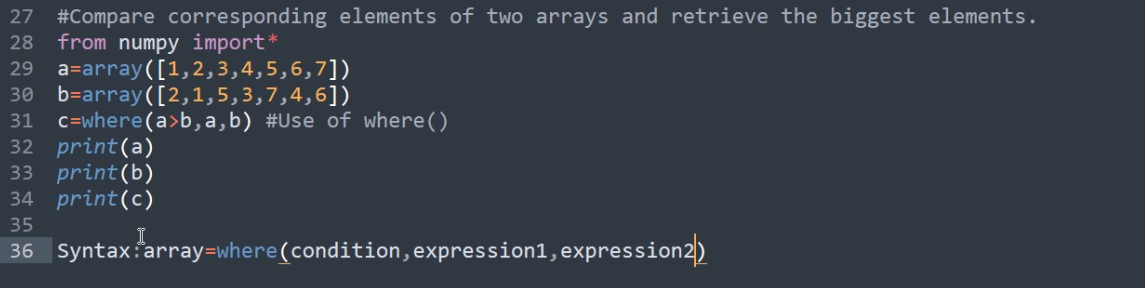 27 #Compare corresponding elements of two arrays and retrieve the biggest elements.
28 from numpy import*
29 a=array([1,2,3,4,5,6,7])
30 b=array([2,1,5,3,7,4,6])
31 c=where(a>b,a,b) #Use of where()
32 print(a)
33 print(b)
34 print(c)
35
36 Syntax:array=where(condition,expression1,expression2)